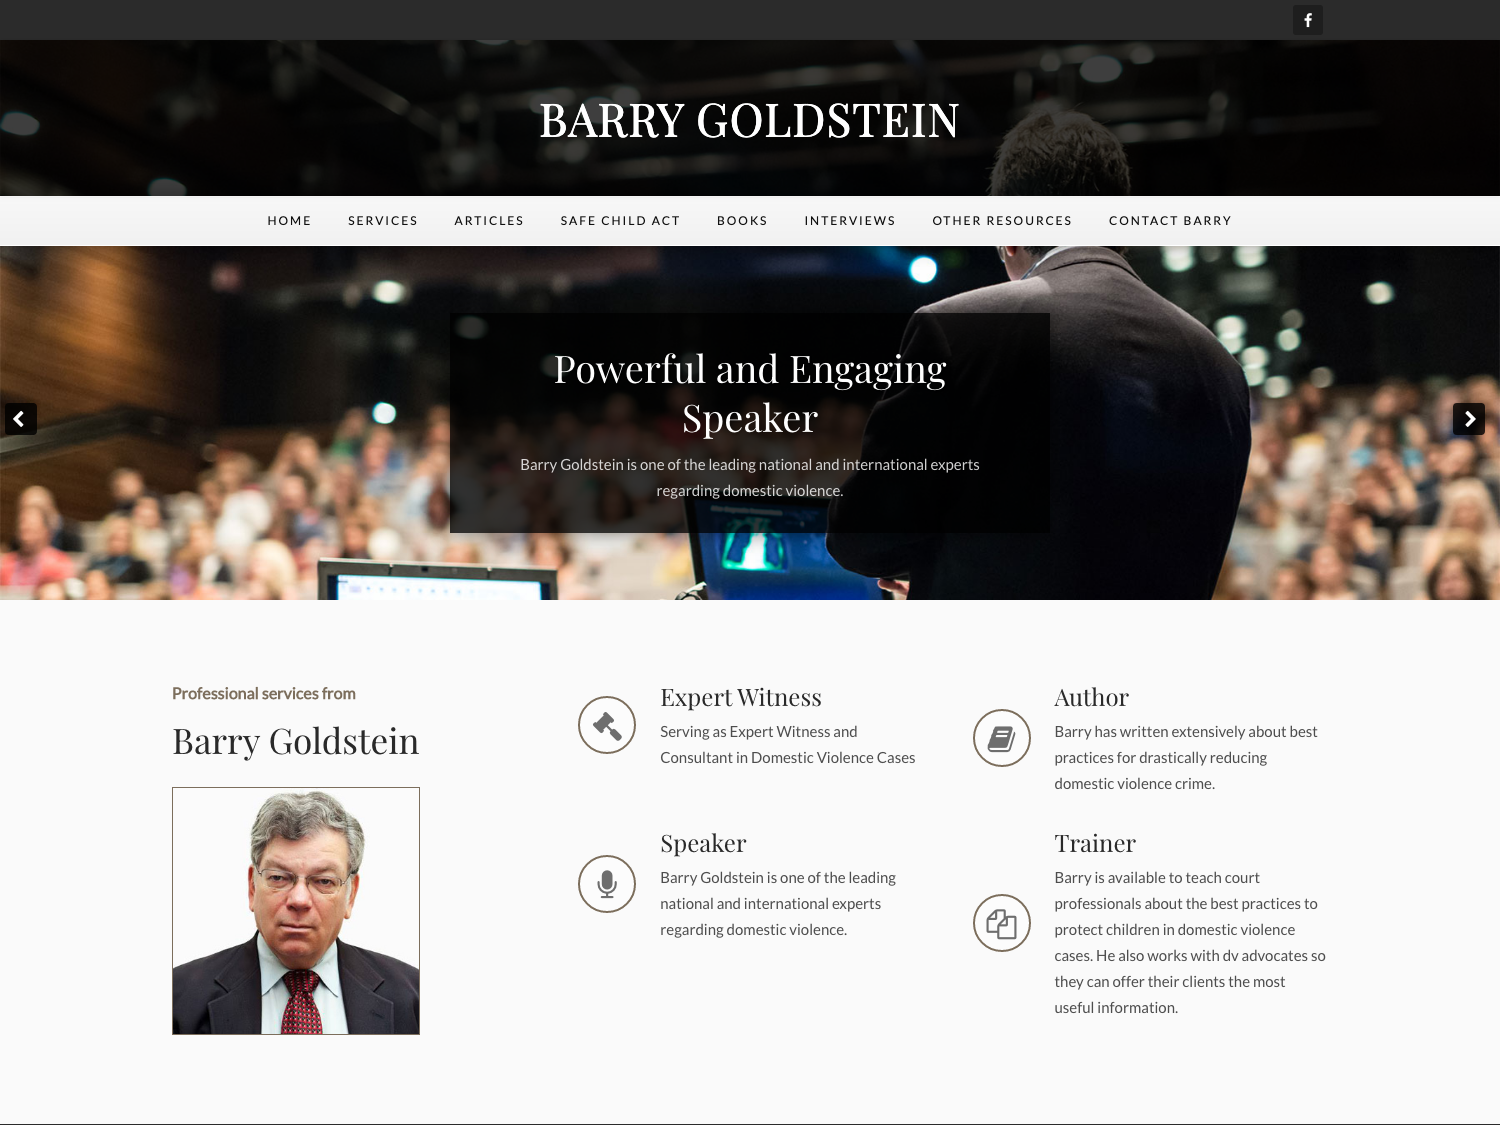 BARRY GOLDSTEIN
HOME SERVICES ARTICLES SAFE CHILD ACT BOOKS INTERVIEWS OTHER RESOURCES CONTACT BARRY
Powerful and Engaging
Speaker
Barry Goldstein is one of the leading national and international experts
regarding domestic violence.
Professional services from
Barry Goldstein
Expert Witness
Serving as Expert Witness and
Consultant in Domestic Violence Cases
Author
Barry has written extensively about best
practices for drastically reducing
domestic violence crime.
Speaker
Barry Goldstein is one of the leading
national and international experts
regarding domestic violence.
Trainer
Barry is available to teach court
professionals about the best practices to
protect children in domestic violence
cases. He also works with dv advocates so
they can offer their clients the most
useful information.